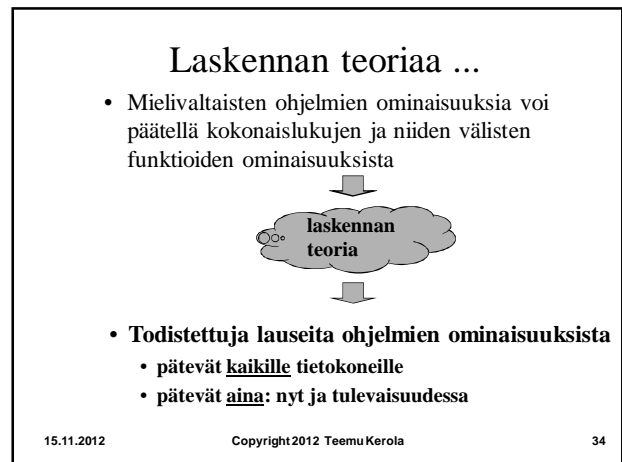 Laskennan teoriaa ...
• Mielivaltaisten ohjelmien ominaisuuksia voi
päätellä kokonaislukujen ja niiden välisten
funktioiden ominaisuuksista
laskennan
teoria
• Todistettuja lauseita ohjelmien ominaisuuksista
• pätevät kaikille tietokoneille
• pätevät aina: nyt ja tulevaisuudessa
15.11.2012 Copyright 2012 Teemu Kerola 34